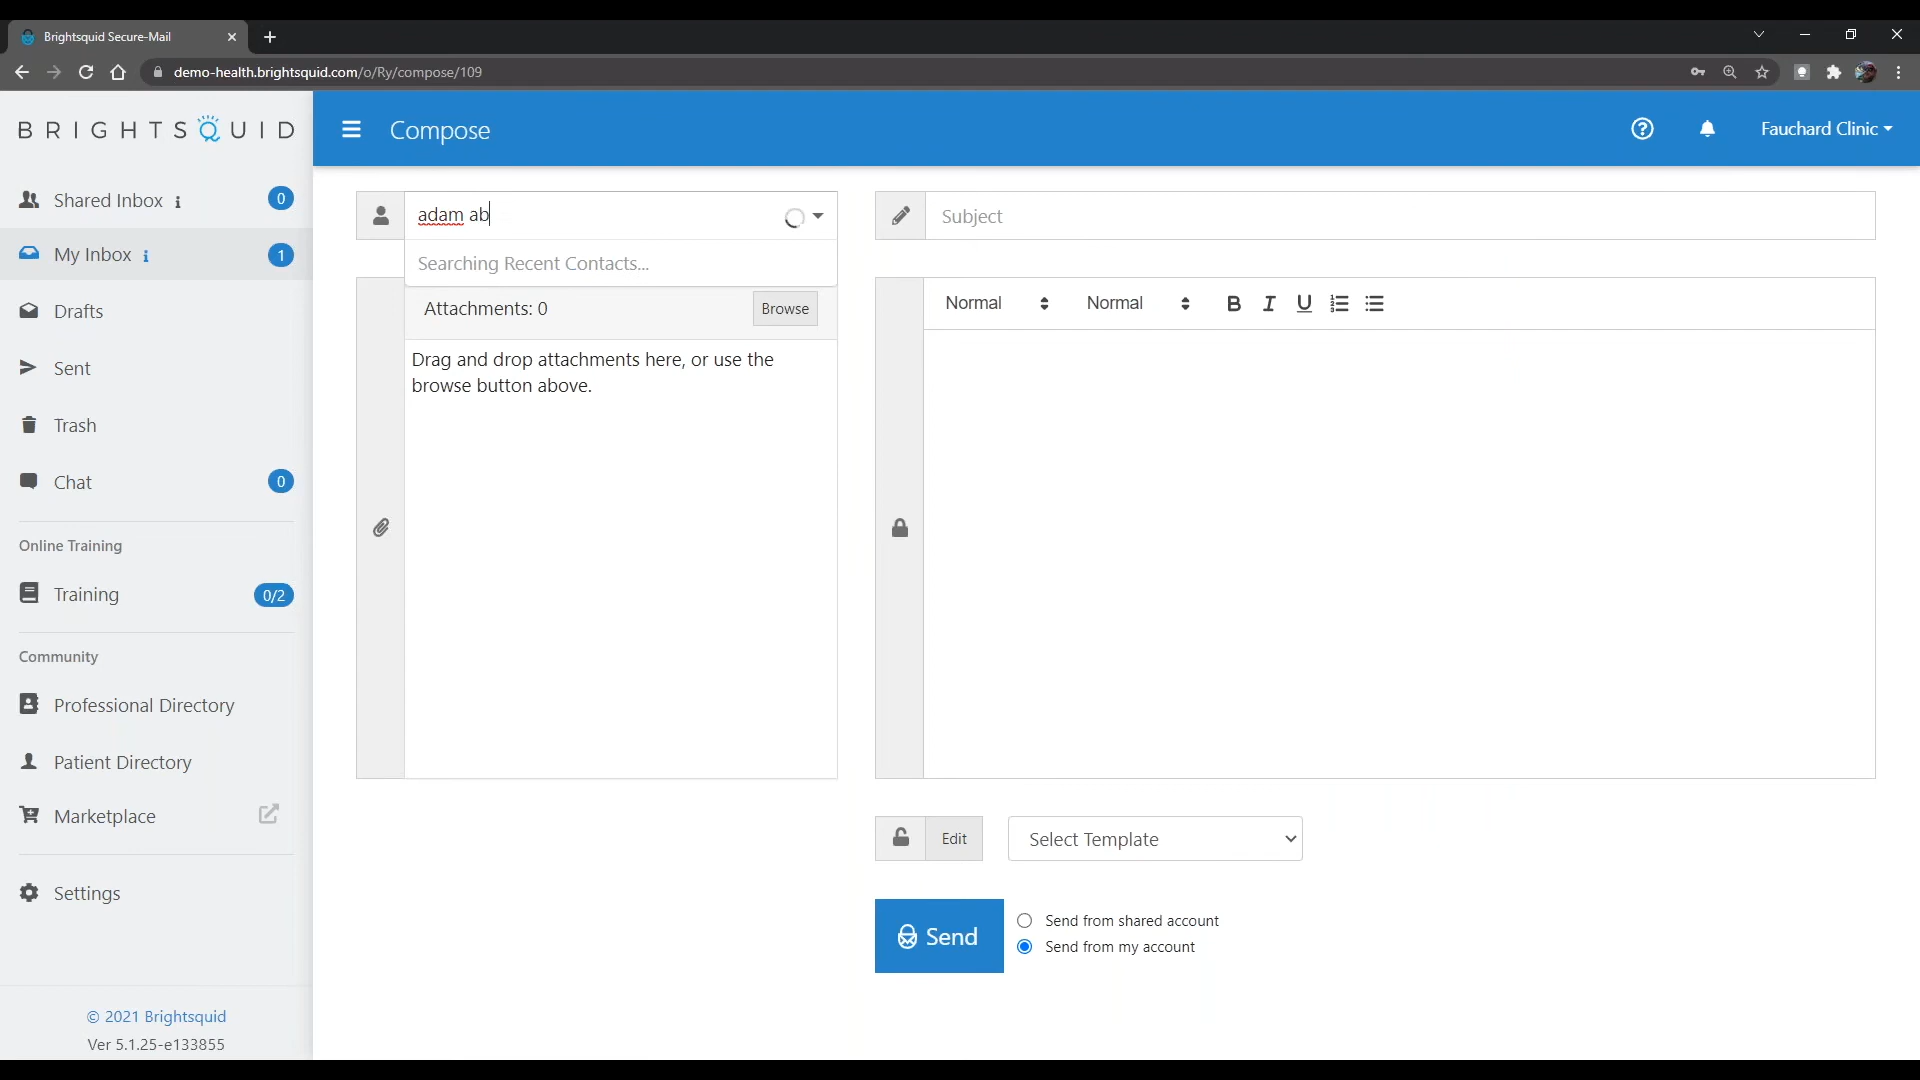 Brightsquid Secure-Mail
demo-health.brightsquid.com/o/Ry/compose/109
BRIGHTSQUID
Compose
Fauchard Clinic
Shared Inbox i 0
My Inbox i 1
Drafts
Sent
Trash
Chat 0
Online Training
Training 0/2
Community
Professional Directory
Patient Directory
Marketplace
Settings
© 2021 Brightsquid
Ver 5.1.25-e133855
adam ab
Searching Recent Contacts...
Attachments: 0 Browse
Drag and drop attachments here, or use the
browse button above.
Subject
Normal Normal B I U
Edit Select Template
Send
Send from shared account
Send from my account